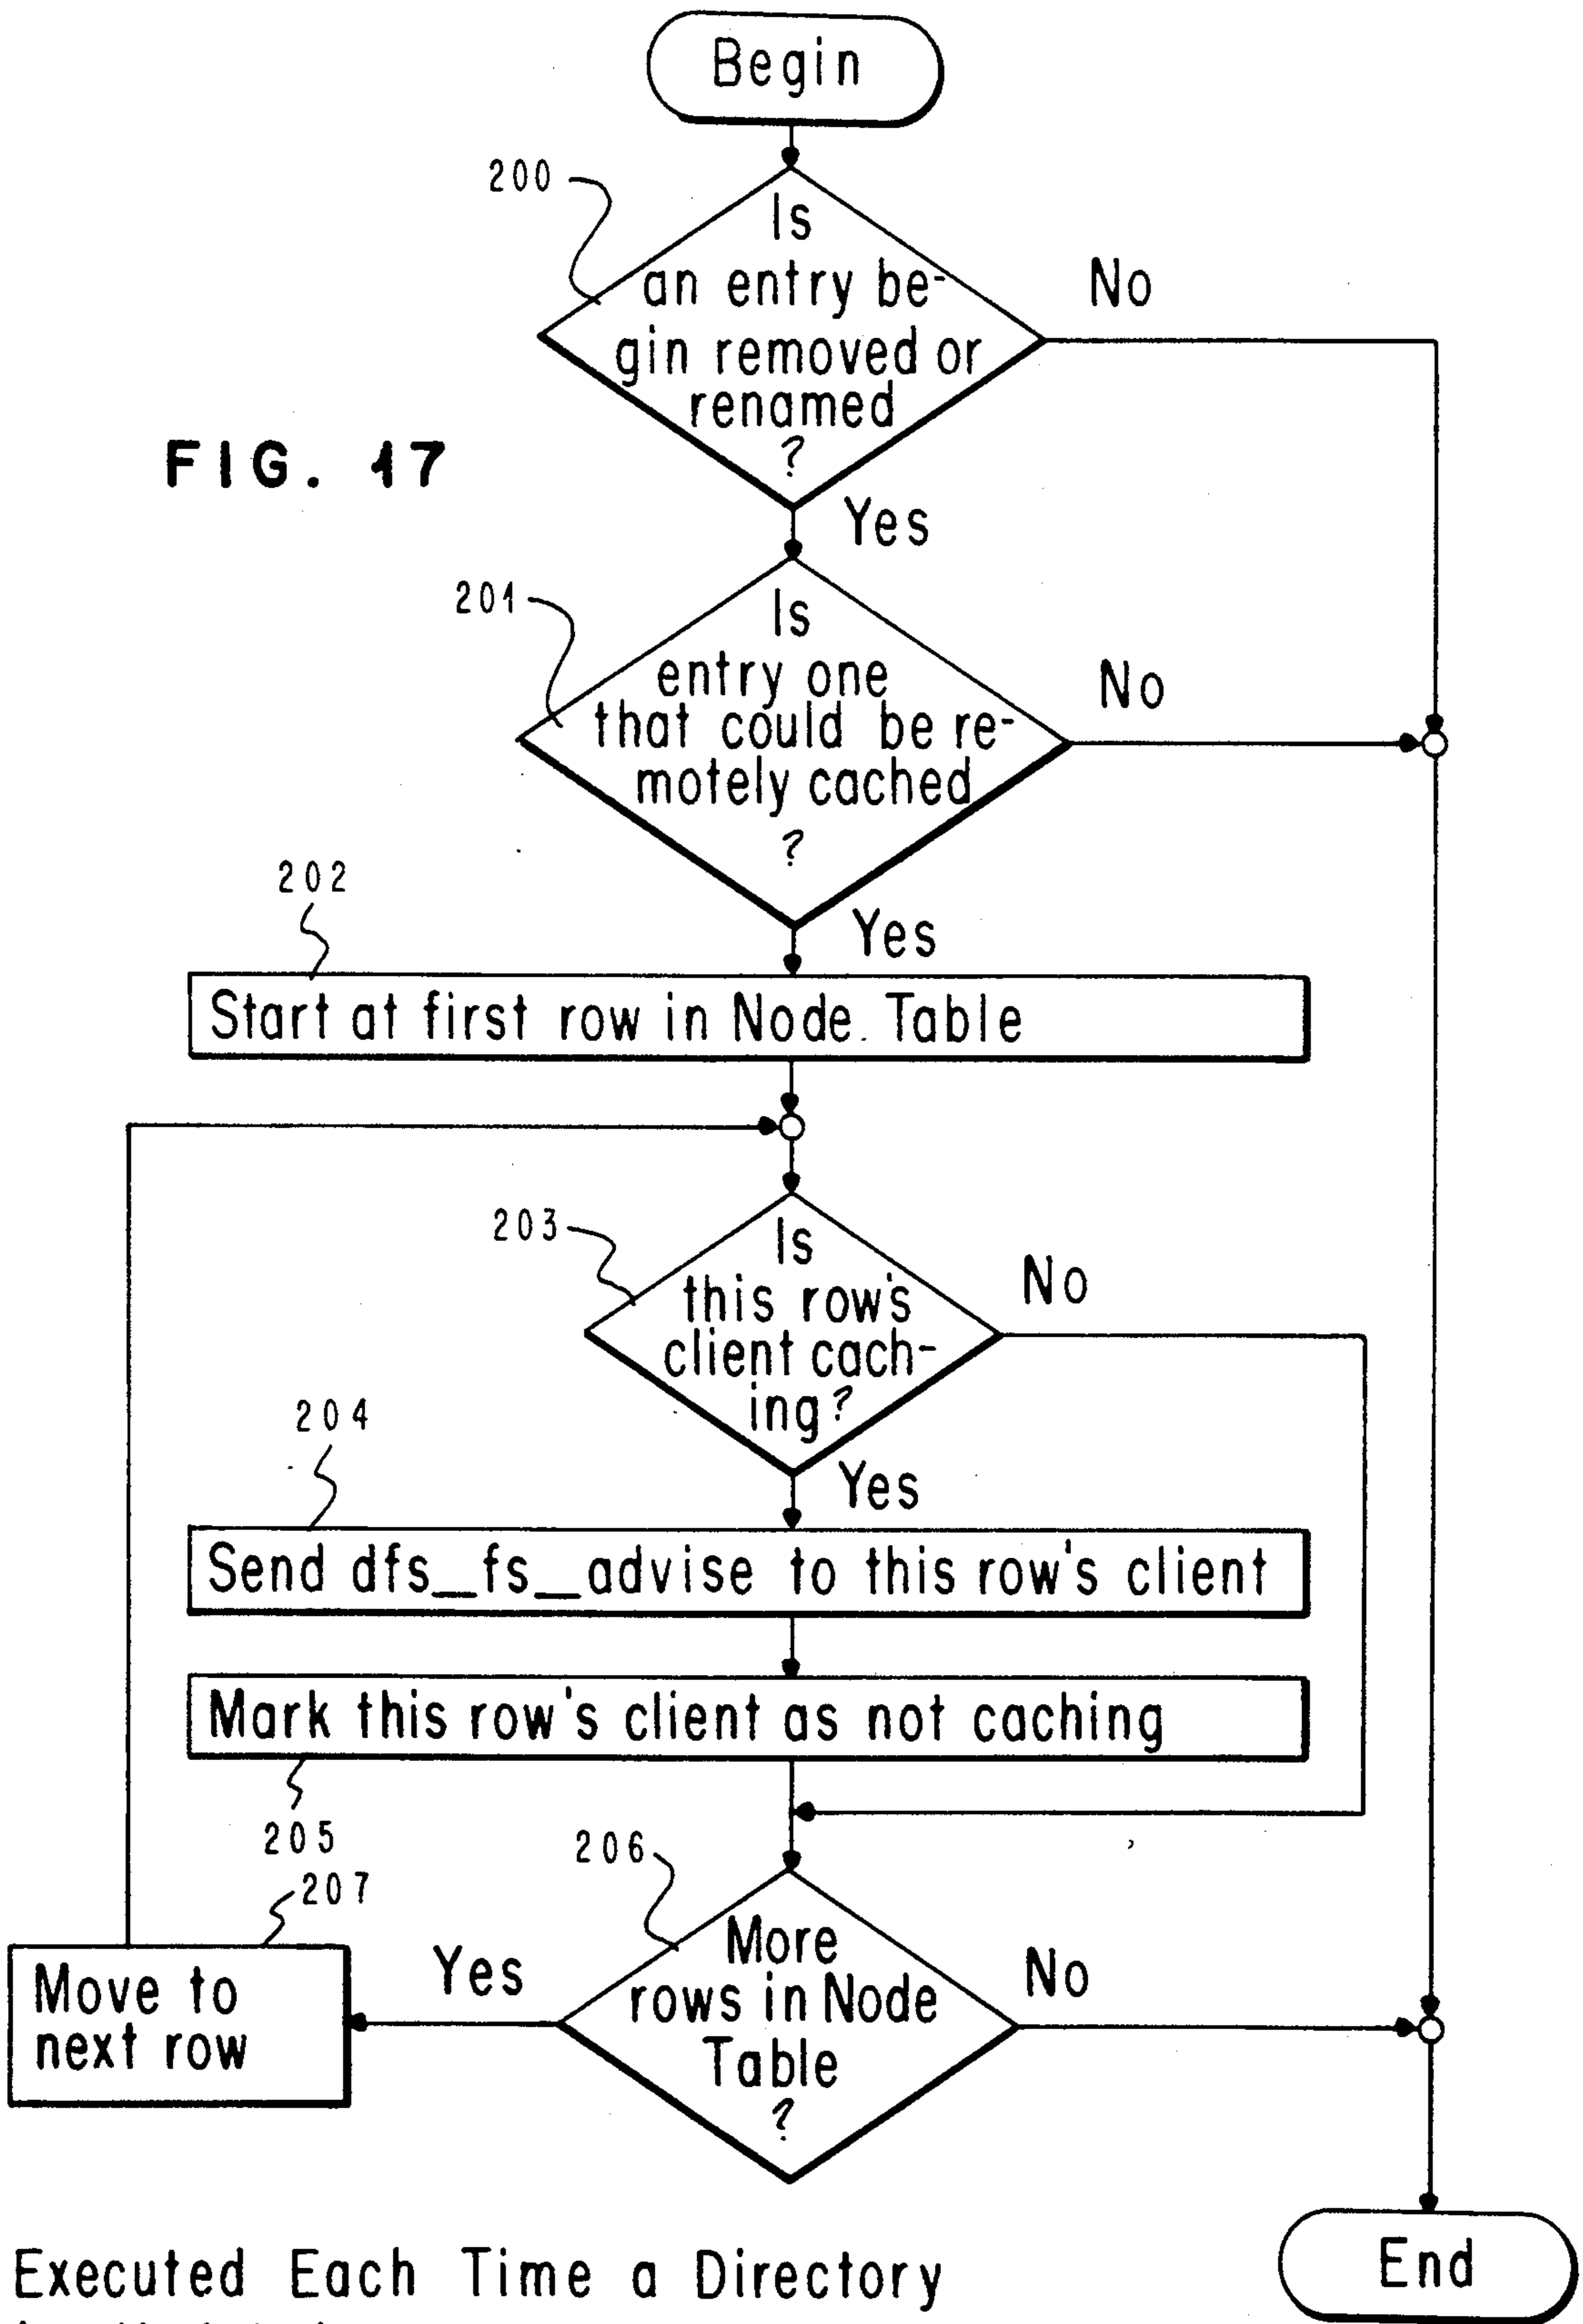 Begin
200
Is
an entry be-
gin removed or
renamed
?
No
FIG. 17
Yes
201
Is
entry one
that could be re-
motely cached
?
No
202
Yes
Start at first row in Node Table
203
Is
this row's
client cach-
ing?
No
204
Yes
Send dfs_fs_advise to this row's client
Mark this row's client as not caching
205
206
207
More
rows in Node
Table
?
Yes
No
Move to
next row
End
Executed Each Time a Directory